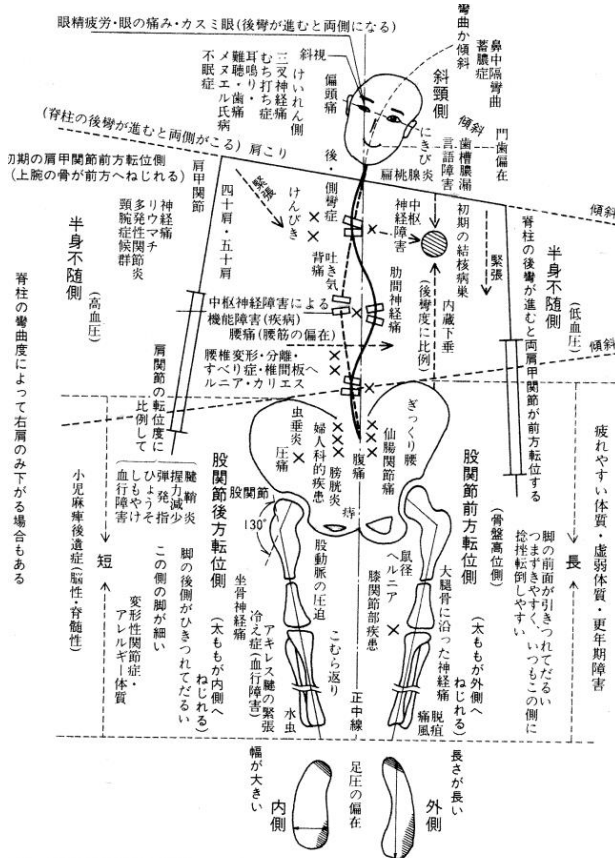 眼精疲労・眼の痛み・カスミ眼(後彎が進むと両側になる)
斜視
けいれん側
三叉神経痛
むち打ち症
耳鳴り・
難聴・歯痛
メヌエル氏病
不眠症
偏頭痛
彎曲か傾斜
鼻中隔彎曲
蓄膿症
斜頸側
傾斜
門歯偏在
にきび
扁桃腺炎
言語障害
歯槽膿漏
(脊柱の後彎が進むと両側がこる)
肩こり
初期の肩甲関節前方転位側
(上腕の骨が前方へねじれる)
後・側彎症
緊張
けんびき
肩甲関節
四十肩・五十肩
神経痛
リウマチ
多発性関節炎
頸腕症候群
半身不随側
(高血圧)
背痛
吐き気
中枢神経障害
初期の結核病巣
緊張
傾斜
半身不随側
(低血圧)
脊柱の後彎が進むと両肩甲関節が前方転位する
肋間神経痛
内蔵下垂
(後彎度に比例)
中枢神経障害による
機能障害(疾病)
腰痛(腰筋の偏在)
腰椎変形・分離・
すべり症・椎間板ヘ
ルニア・カリエス
傾斜
脊柱の彎曲度によって右肩のみ下がる場合もある
肩関節の転位度に
比例して
腱鞘炎
握力減少
弾発指
ひょうそ
しもやけ
血行障害
虫垂炎
圧痛
婦人科的疾患
膀胱炎
腹痛
痔
仙腸関節痛
ぎっくり腰
股関節
130°
股関節後方転位側
(太ももが内側へ
ねじれる)
股関節前方転位側
(太ももが外側へ
ねじれる)
(骨盤高位側)
小児麻痺後遺症(脳性・脊髄性)
短
長
疲れやすい体質・虚弱体質・更年期障害
脚の後側がひきつれてだるい
この側の脚が細い
変形性関節症・
アレルギー体質
脚の前面が引きつれてだるい
つまずきやすく、いつもこの側に
捻挫転倒しやすい
股動脈の圧迫
坐骨神経痛
冷え症(血行障害)
アキレス腱の緊張
こむら返り
水虫
鼠径
ヘルニア
膝関節部疾患
大腿骨に沿った神経痛
脱疽
痛風
正中線
足圧の偏在
幅が大きい
内側
外側
長さが長い